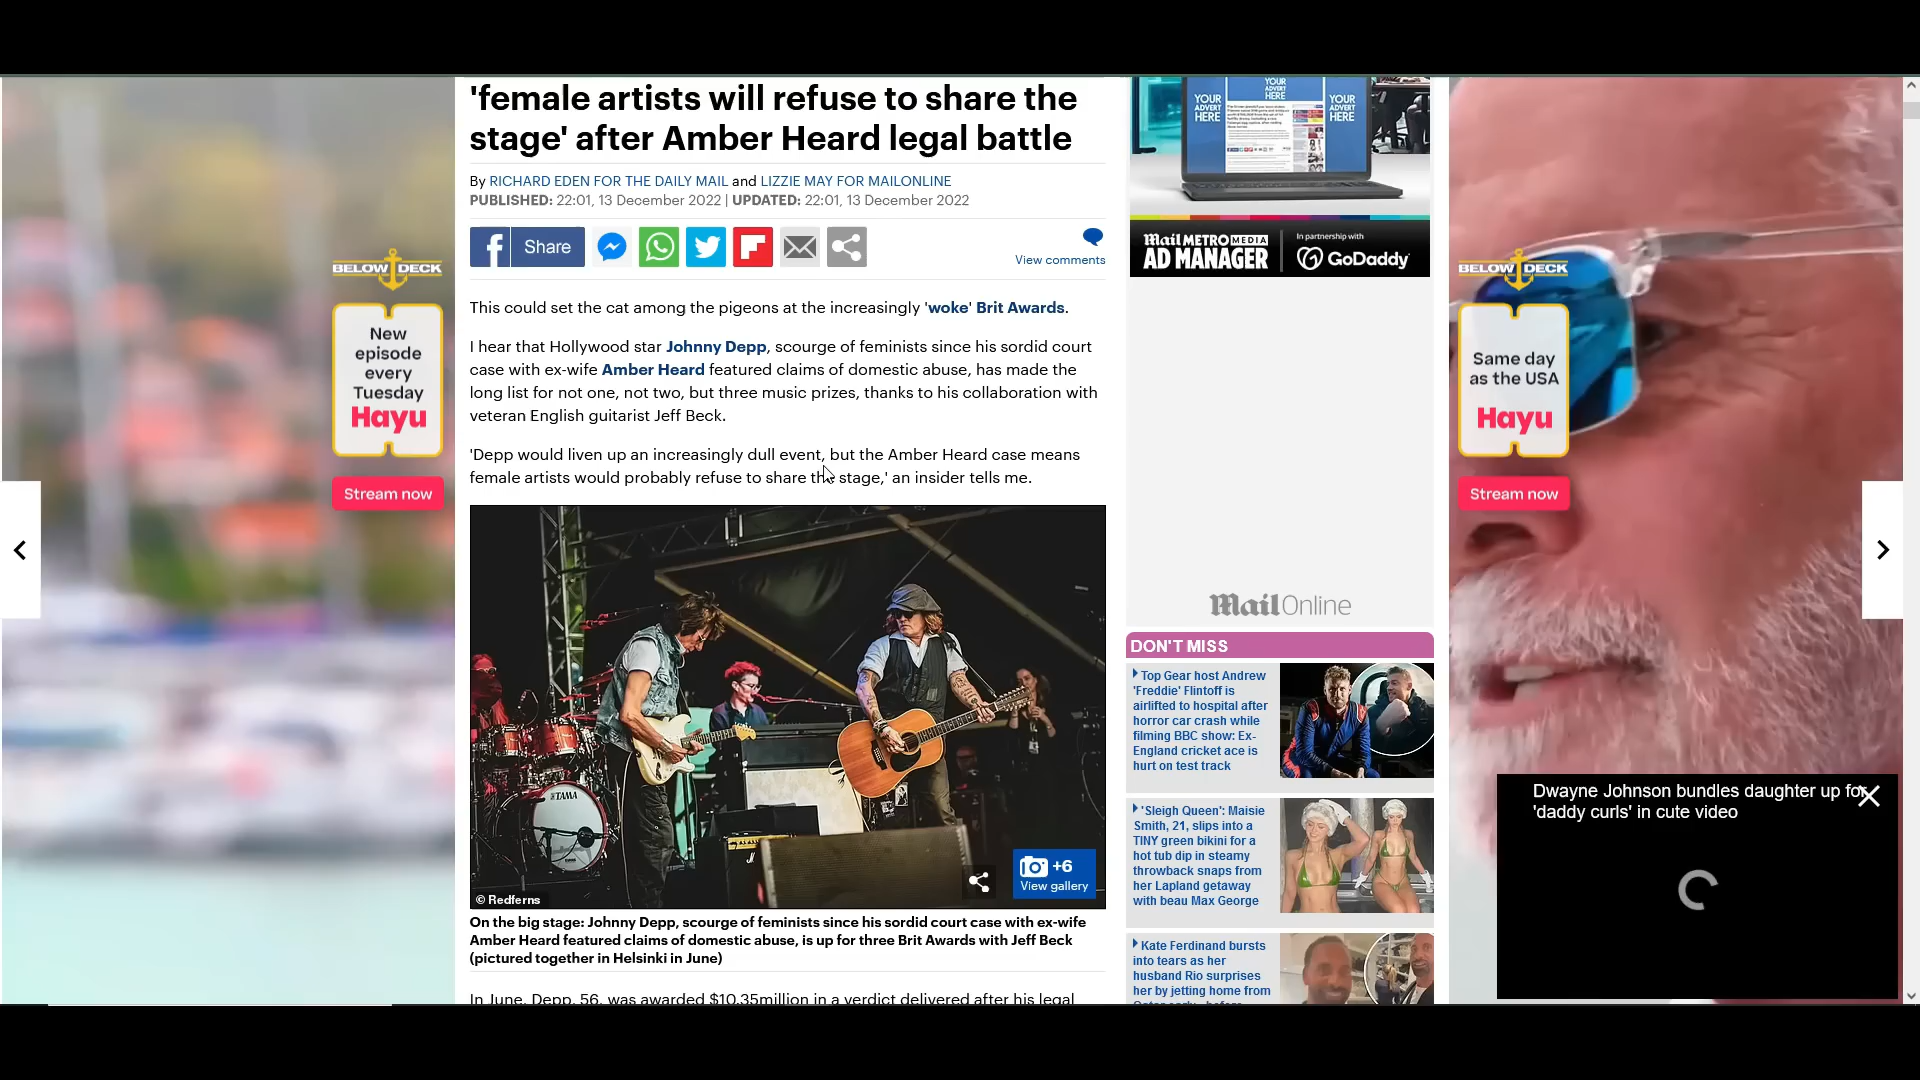 'female artists will refuse to share the
stage' after Amber Heard legal battle
By RICHARD EDEN FOR THE DAILY MAIL and LIZZIE MAY FOR MAILONLINE
PUBLISHED: 22:01, 13 December 2022 | UPDATED: 22:01, 13 December 2022
Share
View comments
This could set the cat among the pigeons at the increasingly 'woke' Brit Awards.
I hear that Hollywood star Johnny Depp, scourge of feminists since his sordid court
case with ex-wife Amber Heard featured claims of domestic abuse, has made the
long list for not one, not two, but three music prizes, thanks to his collaboration with
veteran English guitarist Jeff Beck.
'Depp would liven up an increasingly dull event, but the Amber Heard case means
female artists would probably refuse to share the stage,' an insider tells me.
TAMA
+6
View gallery
© Redferns
On the big stage: Johnny Depp, scourge of feminists since his sordid court case with ex-wife
Amber Heard featured claims of domestic abuse, is up for three Brit Awards with Jeff Beck
(pictured together in Helsinki in June)
In June, Depp, 56, was awarded $10.35million in a verdict delivered after his legal
BELOW DECK
New
episode
every
Tuesday
Hayu
Stream now
YOUR
ADVERT
HERE
YOUR
ADVERT
HERE
YOUR
ADVERT
HERE
Mail METRO MEDIA
AD MANAGER
In partnership with
GoDaddy
MailOnline
DON'T MISS
Top Gear host Andrew
'Freddie' Flintoff is
airlifted to hospital after
horror car crash while
filming BBC show: Ex-
England cricket ace is
hurt on test track
'Sleigh Queen': Maisie
Smith, 21, slips into a
TINY green bikini for a
hot tub dip in steamy
throwback snaps from
her Lapland getaway
with beau Max George
Kate Ferdinand bursts
into tears as her
husband Rio surprises
her by jetting home from
BELOW DECK
Same day
as the USA
Hayu
Stream now
Dwayne Johnson bundles daughter up for
'daddy curls' in cute video